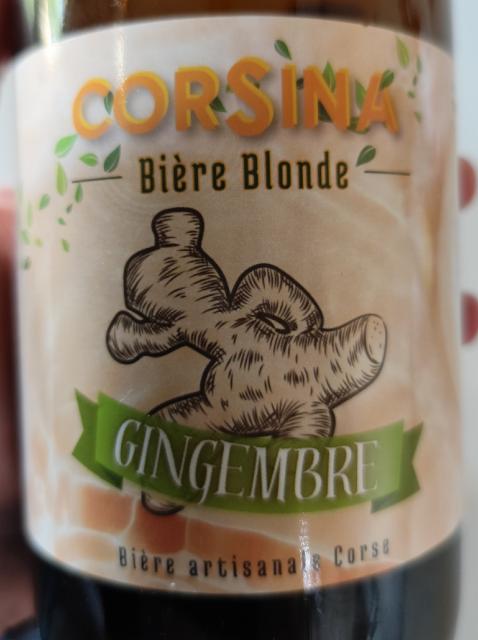 CORSINA
Bière Blonde
GINGEMBRE
Bière artisanale Corse